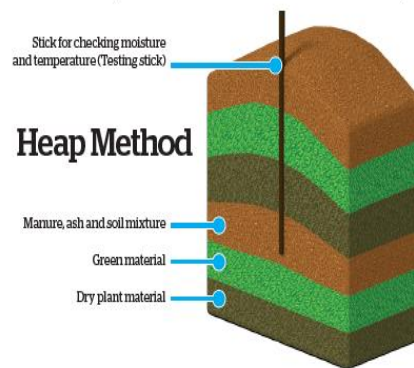 Stick for checking moisture
and temperature (Testing stick)
Heap Method
Manure, ash and soil mixture
Green material
Dry plant material